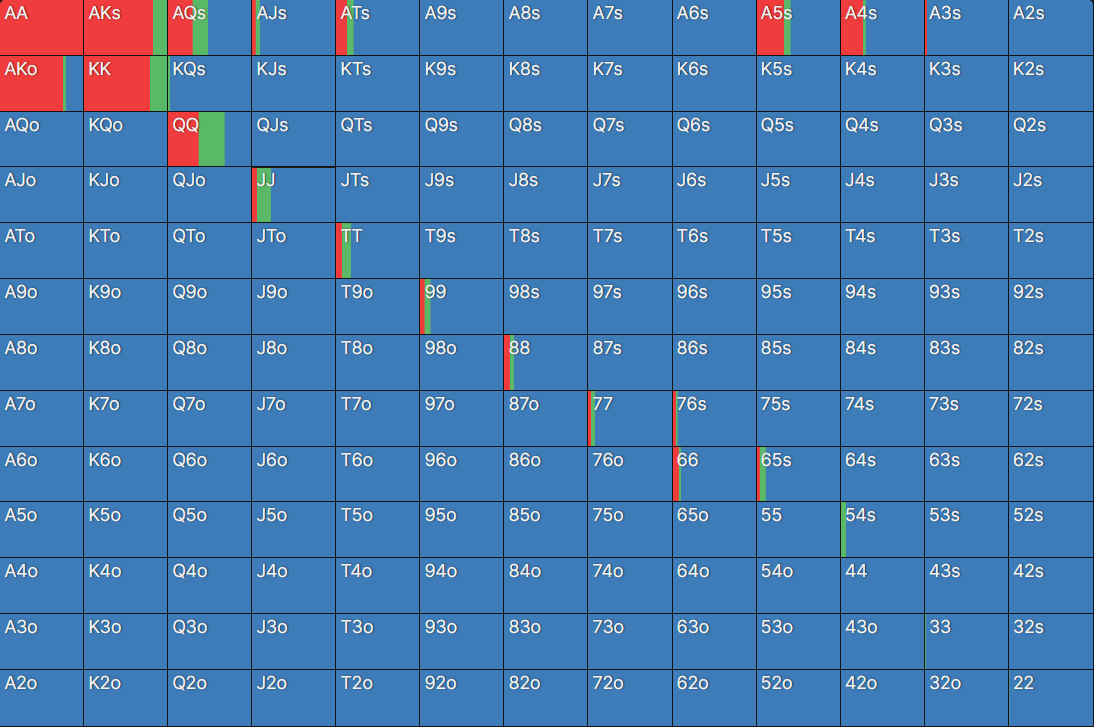 AA AKs AQs AJs ATs A9s A8s A7s A6s A5s A4s A3s A2s
AKo KK KQs KJs KTs K9s K8s K7s K6s K5s K4s K3s K2s
AQo KQo QQ QJs QTs Q9s Q8s Q7s Q6s Q5s Q4s Q3s Q2s
AJo KJo QJo JJ JTs J9s J8s J7s J6s J5s J4s J3s J2s
ATo KTo QTo JTo TT T9s T8s T7s T6s T5s T4s T3s T2s
A9o K9o Q9o J9o T9o 99 98s 97s 96s 95s 94s 93s 92s
A8o K8o Q8o J8o T8o 98o 88 87s 86s 85s 84s 83s 82s
A7o K7o Q7o J7o T7o 97o 87o 77 76s 75s 74s 73s 72s
A6o K6o Q6o J6o T6o 96o 86o 76o 66 65s 64s 63s 62s
A5o K5o Q5o J5o T5o 95o 85o 75o 65o 55 54s 53s 52s
A4o K4o Q4o J4o T4o 94o 84o 74o 64o 54o 44 43s 42s
A3o K3o Q3o J3o T3o 93o 83o 73o 63o 53o 43o 33 32s
A2o K2o Q2o J2o T2o 92o 82o 72o 62o 52o 42o 32o 22